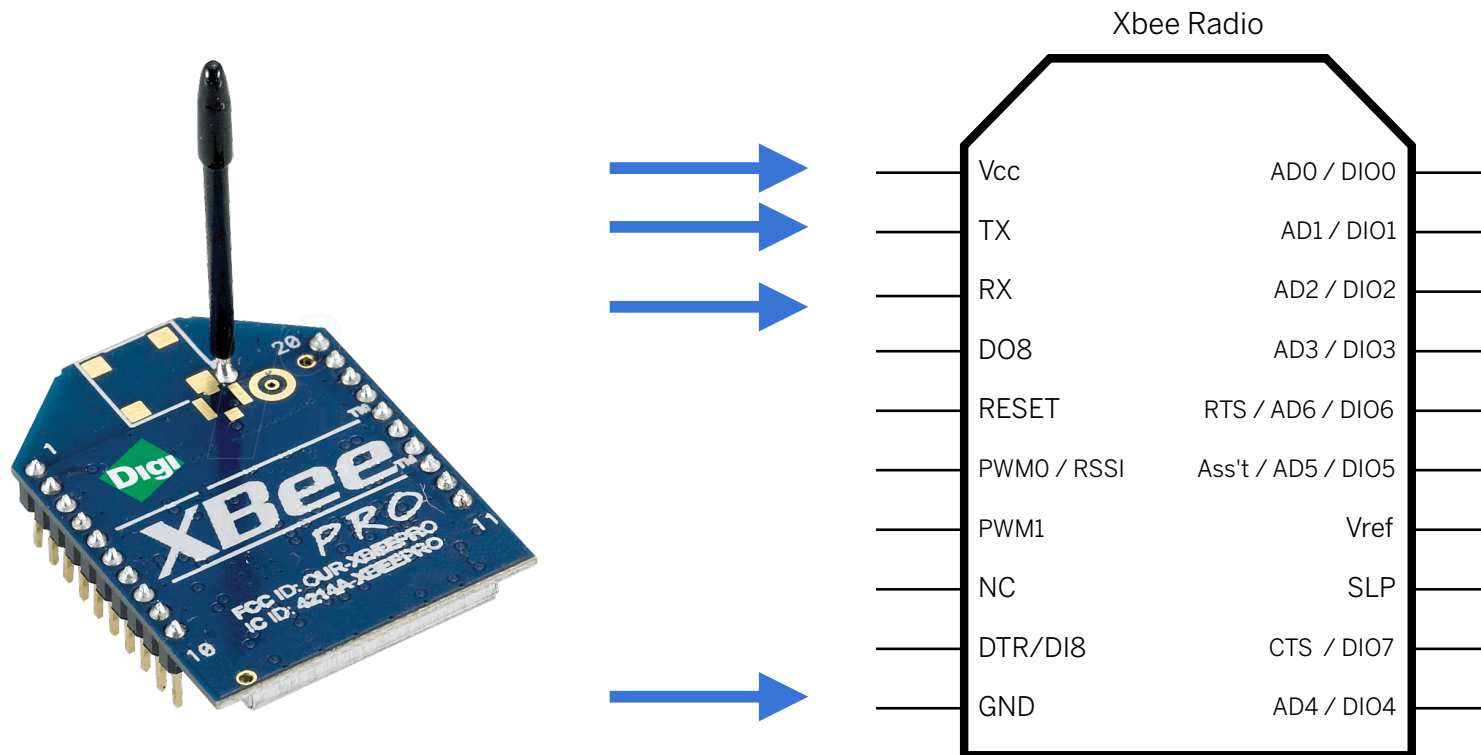 Xbee Radio
20
1
Digi
XBee™
PRO
™
11
FCC ID: OUR-XBEEPRO
IC ID: 4214A-XBEEPRO
10
Vcc
TX
RX
DO8
RESET
PWM0 / RSSI
PWM1
NC
DTR/DI8
GND
AD0 / DIO0
AD1 / DIO1
AD2 / DIO2
AD3 / DIO3
RTS / AD6 / DIO6
Ass't / AD5 / DIO5
Vref
SLP
CTS / DIO7
AD4 / DIO4